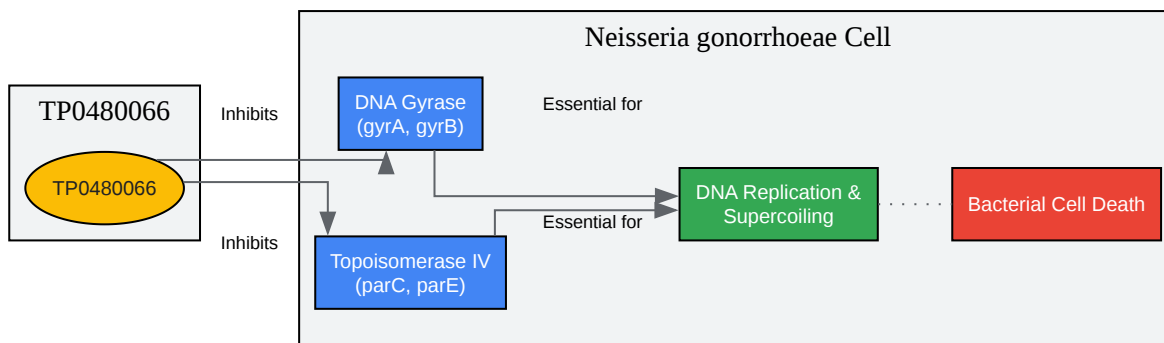 Neisseria gonorrhoeae Cell
TP0480066
TP0480066
Inhibits
Inhibits
DNA Gyrase
(gyrA, gyrB)
Essential for
Topoisomerase IV
(parC, parE)
Essential for
DNA Replication &
Supercoiling
Bacterial Cell Death